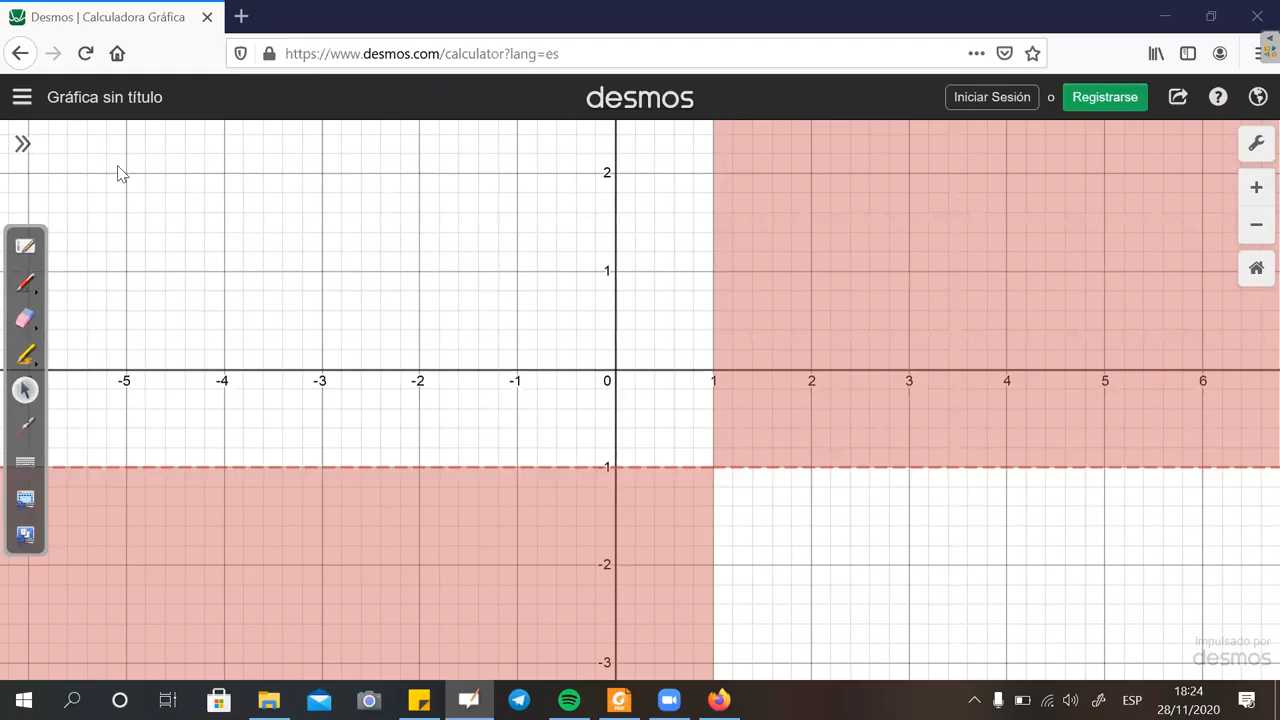 Desmos | Calculadora Gráfica
https://www.desmos.com/calculator?lang=es
Gráfica sin título
desmos
Iniciar Sesión o Registrarse
2
1
-5 -4 -3 -2 -1 0 1 2 3 4 5 6
-1
-2
-3
Impulsado por
desmos
ESP
18:24
28/11/2020